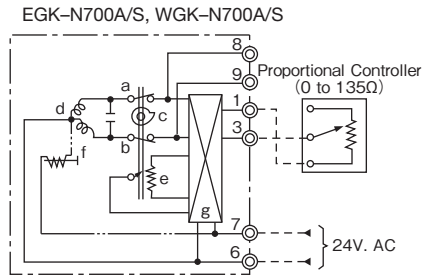 EGK–N700A/S, WGK–N700A/S
8
9
Proportional Controller
(0 to 135Ω)
1
3
a
d
c
b
f
e
g
7
24V. AC
6